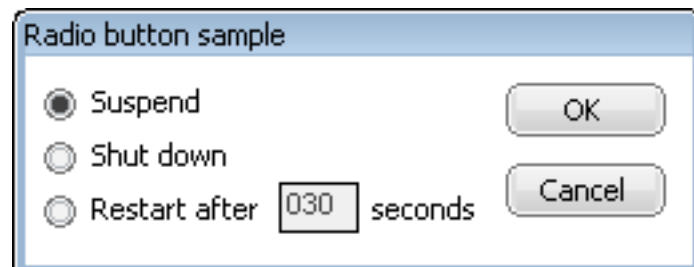 Radio button sample
Suspend
OK
Shut down
Cancel
Restart after 030 seconds